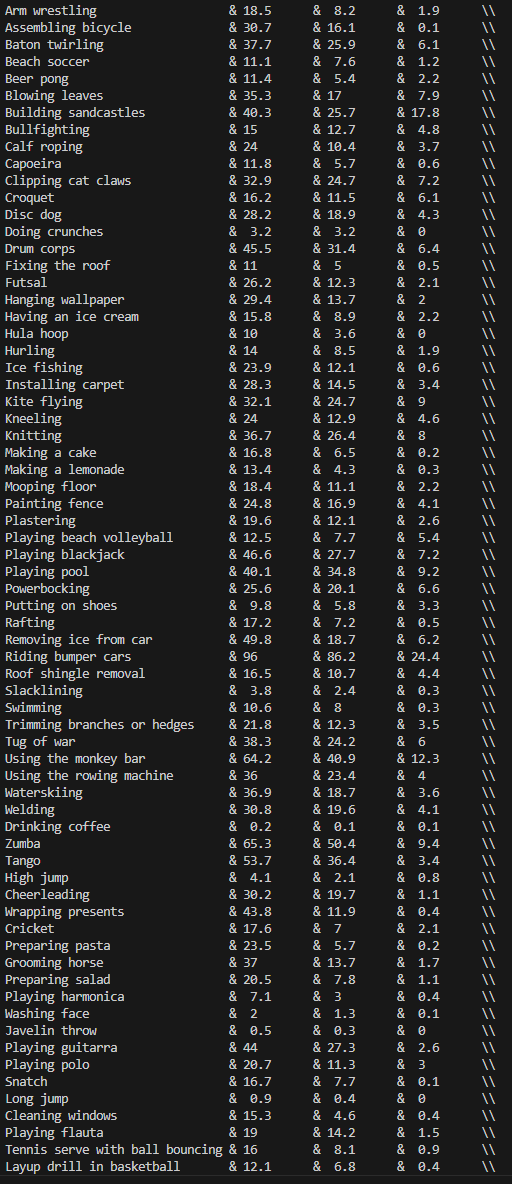 Arm wrestling & 18.5 & 8.2 & 1.9 \\
Assembling bicycle & 30.7 & 16.1 & 0.1 \\
Baton twirling & 37.7 & 25.9 & 6.1 \\
Beach soccer & 11.1 & 7.6 & 1.2 \\
Beer pong & 11.4 & 5.4 & 2.2 \\
Blowing leaves & 35.3 & 17 & 7.9 \\
Building sandcastles & 40.3 & 25.7 & 17.8 \\
Bullfighting & 15 & 12.7 & 4.8 \\
Calf roping & 24 & 10.4 & 3.7 \\
Capoeira & 11.8 & 5.7 & 0.6 \\
Clipping cat claws & 32.9 & 24.7 & 7.2 \\
Croquet & 16.2 & 11.5 & 6.1 \\
Disc dog & 28.2 & 18.9 & 4.3 \\
Doing crunches & 3.2 & 3.2 & 0 \\
Drum corps & 45.5 & 31.4 & 6.4 \\
Fixing the roof & 11 & 5 & 0.5 \\
Futsal & 26.2 & 12.3 & 2.1 \\
Hanging wallpaper & 29.4 & 13.7 & 2 \\
Having an ice cream & 15.8 & 8.9 & 2.2 \\
Hula hoop & 10 & 3.6 & 0 \\
Hurling & 14 & 8.5 & 1.9 \\
Ice fishing & 23.9 & 12.1 & 0.6 \\
Installing carpet & 28.3 & 14.5 & 3.4 \\
Kite flying & 32.1 & 24.7 & 9 \\
Kneeling & 24 & 12.9 & 4.6 \\
Knitting & 36.7 & 26.4 & 8 \\
Making a cake & 16.8 & 6.5 & 0.2 \\
Making a lemonade & 13.4 & 4.3 & 0.3 \\
Mooping floor & 18.4 & 11.1 & 2.2 \\
Painting fence & 24.8 & 16.9 & 4.1 \\
Plastering & 19.6 & 12.1 & 2.6 \\
Playing beach volleyball & 12.5 & 7.7 & 5.4 \\
Playing blackjack & 46.6 & 27.7 & 7.2 \\
Playing pool & 40.1 & 34.8 & 9.2 \\
Powerbocking & 25.6 & 20.1 & 6.6 \\
Putting on shoes & 9.8 & 5.8 & 3.3 \\
Rafting & 17.2 & 7.2 & 0.5 \\
Removing ice from car & 49.8 & 18.7 & 6.2 \\
Riding bumper cars & 96 & 86.2 & 24.4 \\
Roof shingle removal & 16.5 & 10.7 & 4.4 \\
Slacklining & 3.8 & 2.4 & 0.3 \\
Swimming & 10.6 & 8 & 0.3 \\
Trimming branches or hedges & 21.8 & 12.3 & 3.5 \\
Tug of war & 38.3 & 24.2 & 6 \\
Using the monkey bar & 64.2 & 40.9 & 12.3 \\
Using the rowing machine & 36 & 23.4 & 4 \\
Waterskiing & 36.9 & 18.7 & 3.6 \\
Welding & 30.8 & 19.6 & 4.1 \\
Drinking coffee & 0.2 & 0.1 & 0.1 \\
Zumba & 65.3 & 50.4 & 9.4 \\
Tango & 53.7 & 36.4 & 3.4 \\
High jump & 4.1 & 2.1 & 0.8 \\
Cheerleading & 30.2 & 19.7 & 1.1 \\
Wrapping presents & 43.8 & 11.9 & 0.4 \\
Cricket & 17.6 & 7 & 2.1 \\
Preparing pasta & 23.5 & 5.7 & 0.2 \\
Grooming horse & 37 & 13.7 & 1.7 \\
Preparing salad & 20.5 & 7.8 & 1.1 \\
Playing harmonica & 7.1 & 3 & 0.4 \\
Washing face & 2 & 1.3 & 0.1 \\
Javelin throw & 0.5 & 0.3 & 0 \\
Playing guitarra & 44 & 27.3 & 2.6 \\
Playing polo & 20.7 & 11.3 & 3 \\
Snatch & 16.7 & 7.7 & 0.1 \\
Long jump & 0.9 & 0.4 & 0 \\
Cleaning windows & 15.3 & 4.6 & 0.4 \\
Playing flauta & 19 & 14.2 & 1.5 \\
Tennis serve with ball bouncing & 16 & 8.1 & 0.9 \\
Layup drill in basketball & 12.1 & 6.8 & 0.4 \\